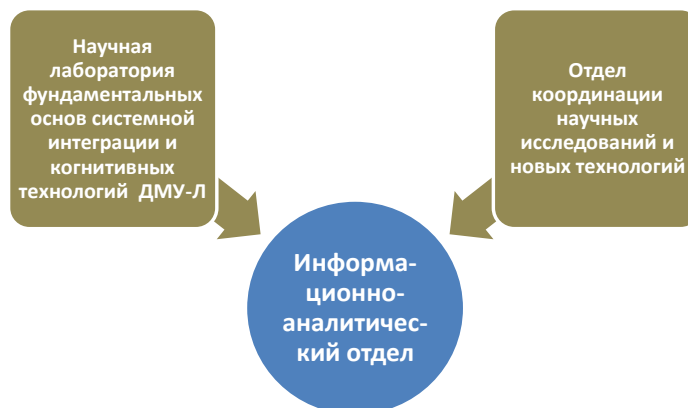 Научная
лаборатория
фундаментальных
основ системной
интеграции и
когнитивных
технологий ДМУ-Л
Отдел
координации
научных
исследований и
новых технологий
Информа-
ционно-
аналитичес-
кий отдел